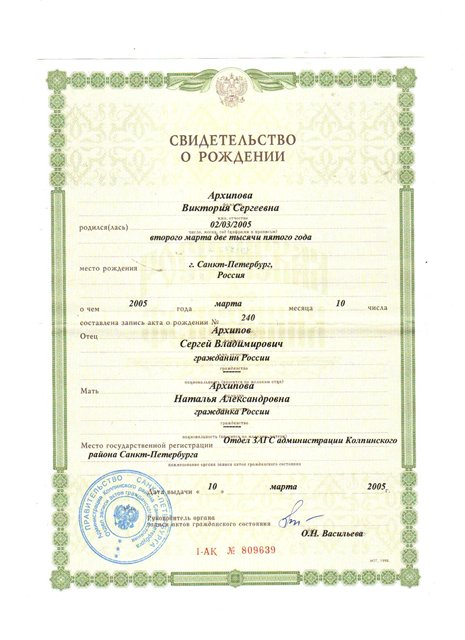 СВИДЕТЕЛЬСТВО
О РОЖДЕНИИ
Архипова
Виктория Сергеевна
имя, отчество
родился(лась) 02/03/2005
число, месяц, год (цифрами и прописью)
второго марта две тысячи пятого года
место рождения г. Санкт-Петербург,
Россия
о чем 2005 года марта месяца 10 числа
составлена запись акта о рождении № 240
Отец Архипов
Сергей Владимирович
гражданин России
гражданство
национальность (вносится по желанию отца)
Мать Архипова
Наталья Александровна
гражданка России
гражданство
национальность (вносится по желанию матери)
Место государственной регистрации Отдел ЗАГС администрации Колпинского
района Санкт-Петербурга
наименование органа записи актов гражданского состояния
Дата выдачи « 10 марта 2005 г.
Руководитель органа
записи актов гражданского состояния
О.Н. Васильева
I-АК № 809639
ПРАВИТЕЛЬСТВО САНКТ-ПЕТЕРБУРГА